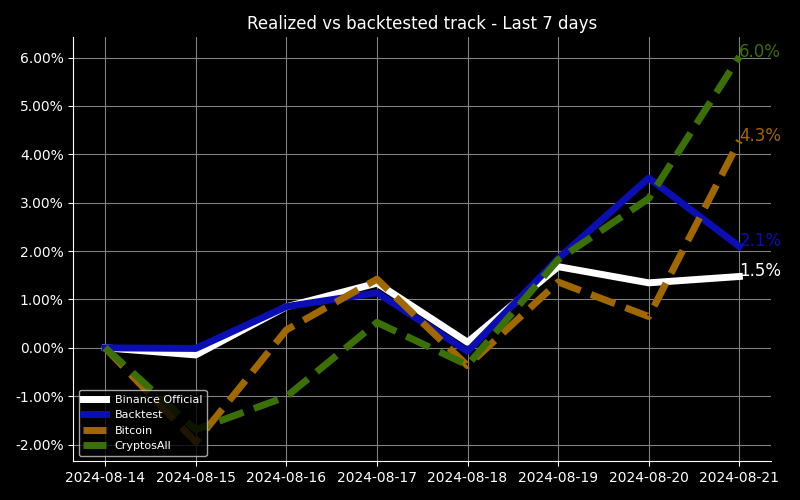 Realized vs backtested track - Last 7 days
6.00%
5.00%
4.00%
3.00%
2.00%
1.00%
0.00%
-1.00%
-2.00%
6.0%
4.3%
2.1%
1.5%
Binance Official
Backtest
Bitcoin
CryptosAll
2024-08-14 2024-08-15 2024-08-16 2024-08-17 2024-08-18 2024-08-19 2024-08-20 2024-08-21